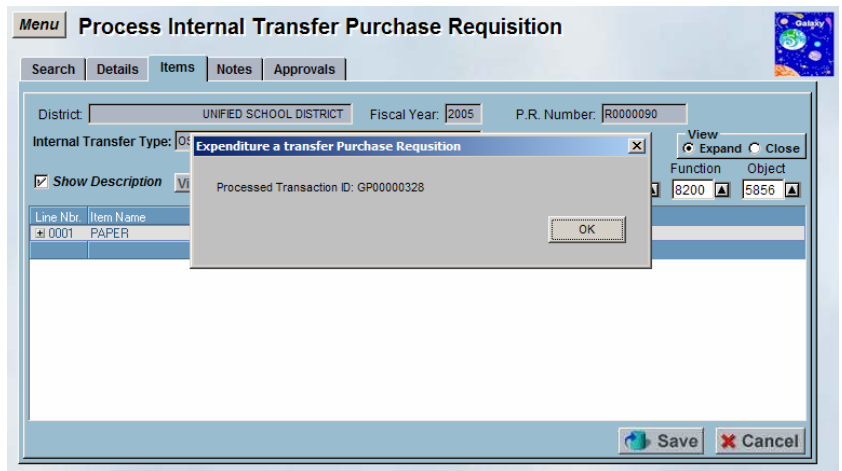 Menu Process Internal Transfer Purchase Requisition
Galaxy
Search Details Items Notes Approvals
District: UNIFIED SCHOOL DISTRICT Fiscal Year: 2005 P.R. Number: R0000090
View
Internal Transfer Type: Expand Close
Expenditure a transfer Purchase Requsition
Function Object
Show Description 8200 5856
Processed Transaction ID: GP00000328
Line Nbr. Item Name
0001 PAPER
OK
Save Cancel